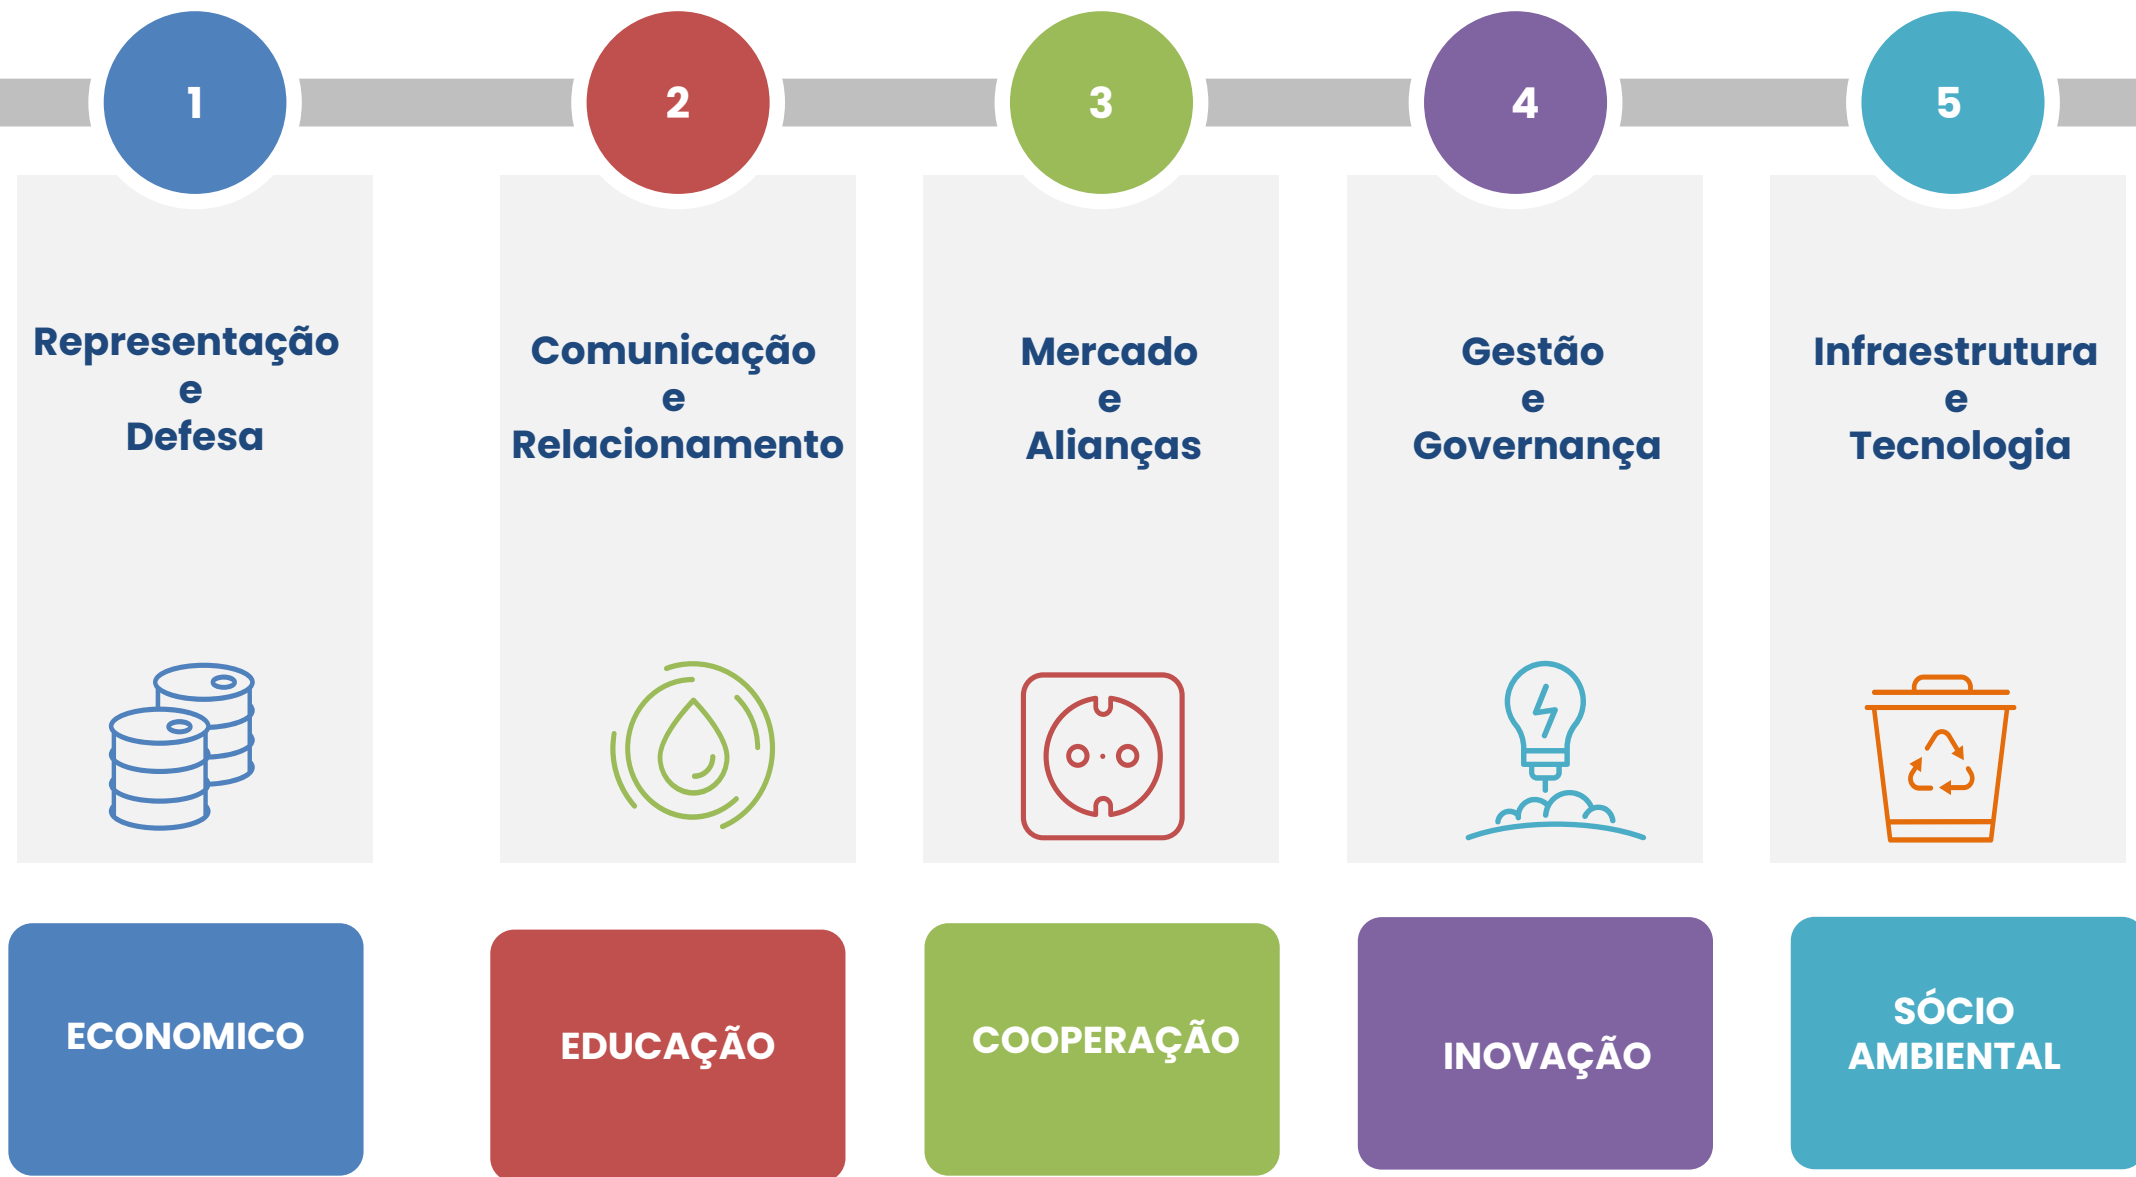 1
2
3
4
5
Representação
e
Defesa
Comunicação
e
Relacionamento
Mercado
e
Alianças
Gestão
e
Governança
Infraestrutura
e
Tecnologia
ECONOMICO
EDUCAÇÃO
COOPERAÇÃO
INOVAÇÃO
SÓCIO
AMBIENTAL